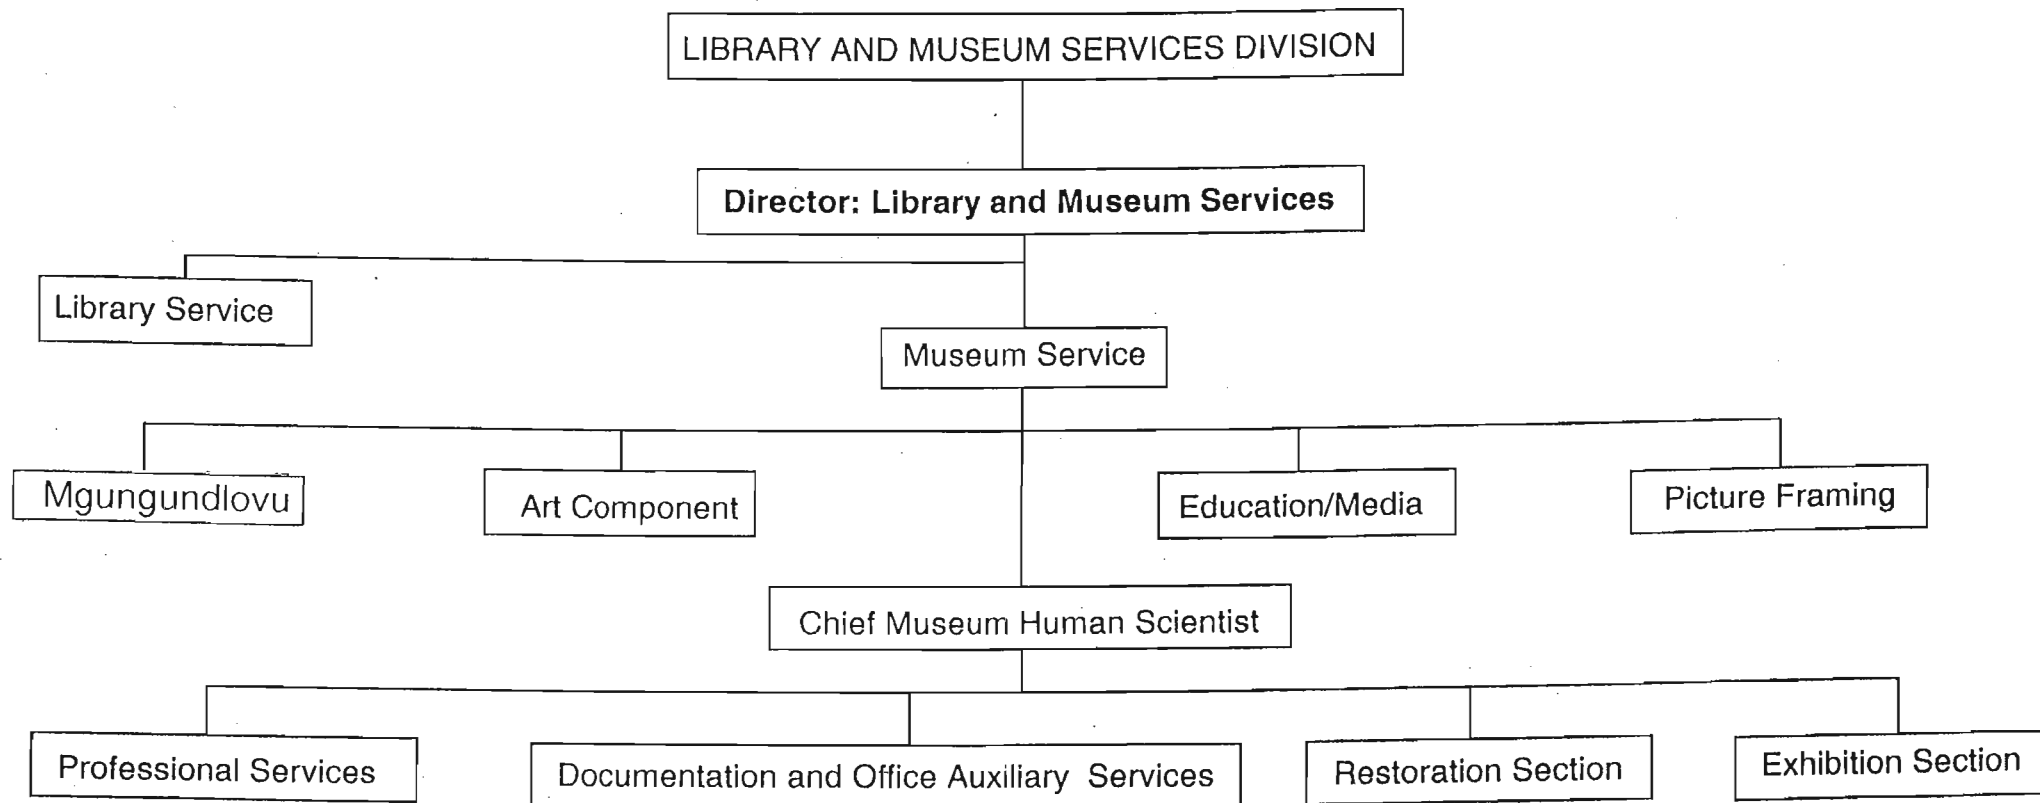 LIBRARY AND MUSEUM SERVICES DIVISION
Director: Library and Museum Services
Library Service
Museum Service
Mgungundlovu
Art Component
Education/Media
Picture Framing
Chief Museum Human Scientist
Professional Services
Documentation and Office Auxiliary Services
Restoration Section
Exhibition Section